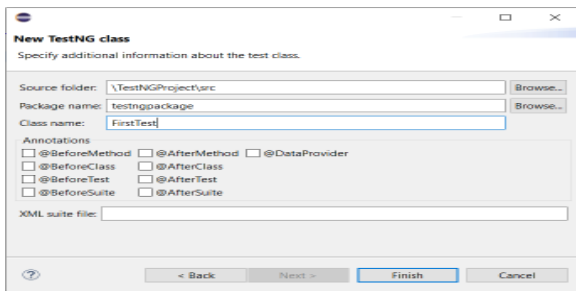 New TestNG class
Specify additional information about the test class.
Source folder: \TestNGProject\src Browse...
Package name: testngpackage Browse...
Class name: FirstTest
Annotations
@BeforeMethod @AfterMethod @DataProvider
@BeforeClass @AfterClass
@BeforeTest @AfterTest
@BeforeSuite @AfterSuite
XML suite file:
? < Back Next > Finish Cancel